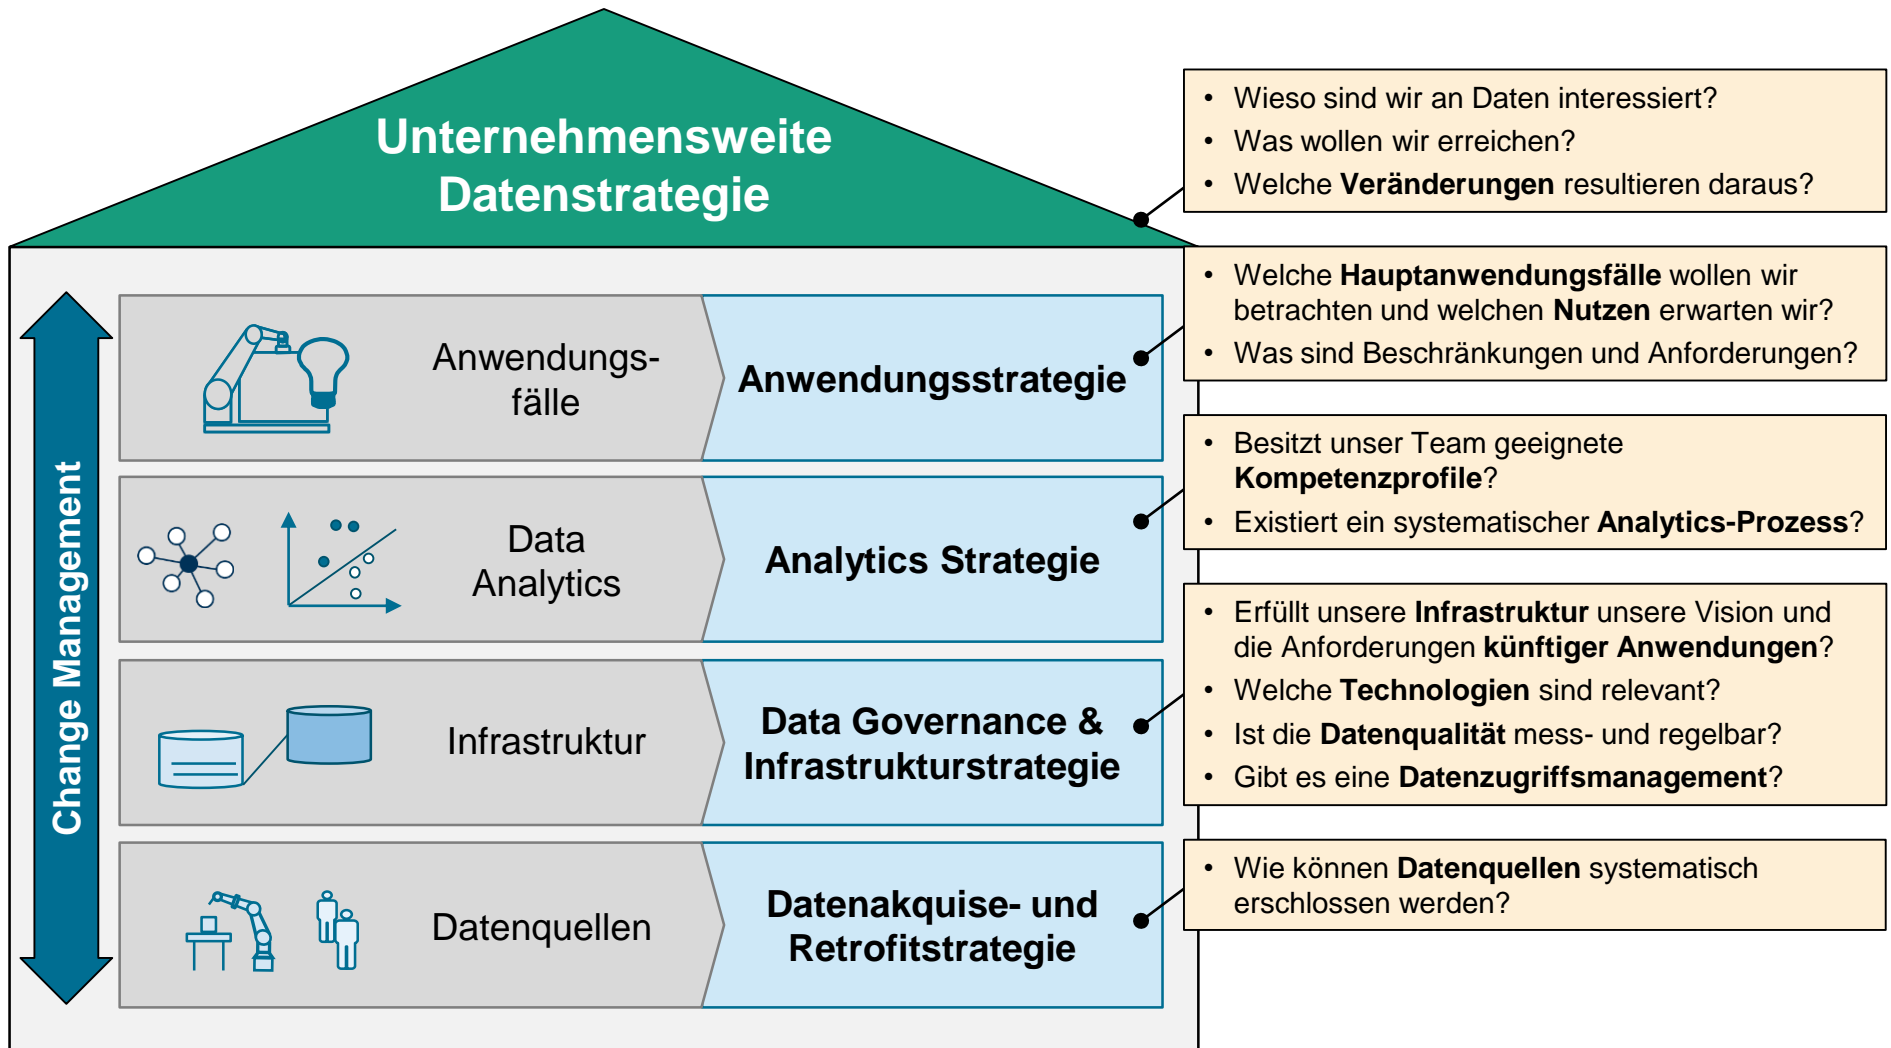 Unternehmensweite
Datenstrategie
• Wieso sind wir an Daten interessiert?
• Was wollen wir erreichen?
• Welche Veränderungen resultieren daraus?
Change Management
Anwendungs-
fälle
Anwendungsstrategie
• Welche Hauptanwendungsfälle wollen wir
betrachten und welchen Nutzen erwarten wir?
• Was sind Beschränkungen und Anforderungen?
Data
Analytics
Analytics Strategie
• Besitzt unser Team geeignete
Kompetenzprofile?
• Existiert ein systematischer Analytics-Prozess?
Infrastruktur
Data Governance &
Infrastrukturstrategie
• Erfüllt unsere Infrastruktur unsere Vision und
die Anforderungen künftiger Anwendungen?
• Welche Technologien sind relevant?
• Ist die Datenqualität mess- und regelbar?
• Gibt es eine Datenzugriffsmanagement?
Datenquellen
Datenakquise- und
Retrofitstrategie
• Wie können Datenquellen systematisch
erschlossen werden?